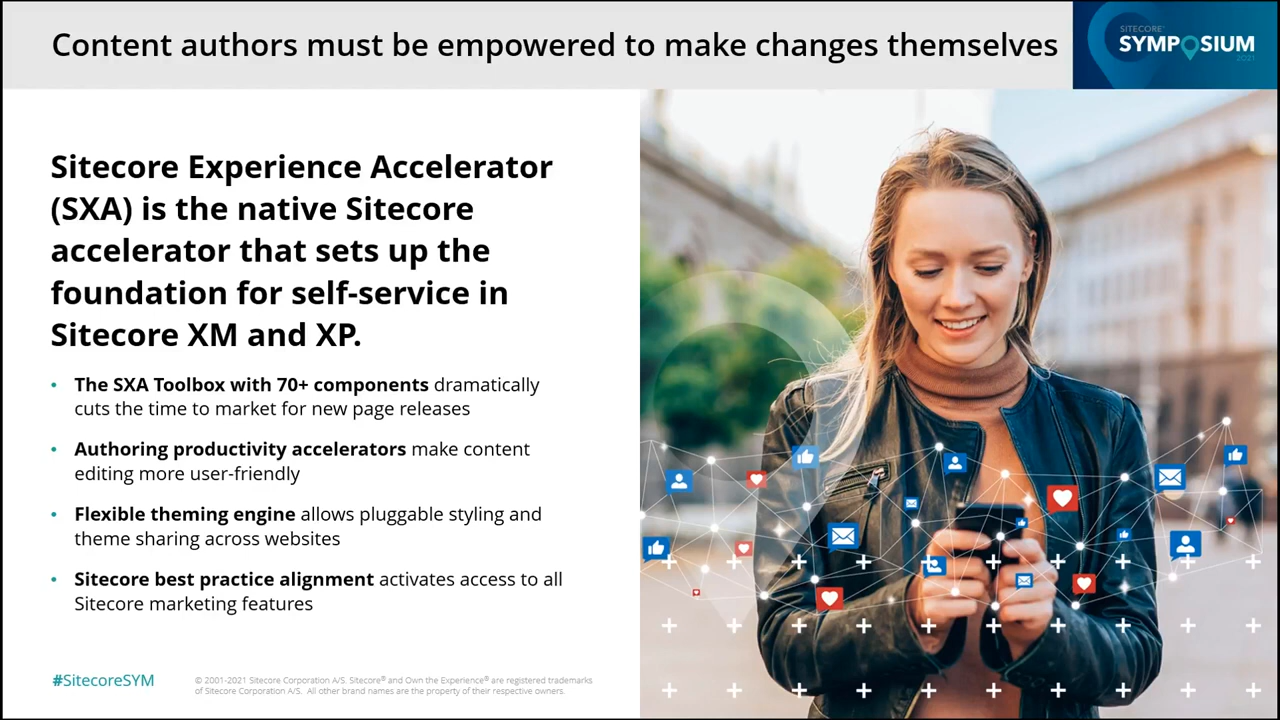 Content authors must be empowered to make changes themselves
SITECORE®
SYMPOSIUM
2021
Sitecore Experience Accelerator
(SXA) is the native Sitecore
accelerator that sets up the
foundation for self-service in
Sitecore XM and XP.
• The SXA Toolbox with 70+ components dramatically
cuts the time to market for new page releases
• Authoring productivity accelerators make content
editing more user-friendly
• Flexible theming engine allows pluggable styling and
theme sharing across websites
• Sitecore best practice alignment activates access to all
Sitecore marketing features
#SitecoreSYM
© 2001-2021 Sitecore Corporation A/S. Sitecore® and Own the Experience® are registered trademarks
of Sitecore Corporation A/S. All other brand names are the property of their respective owners.